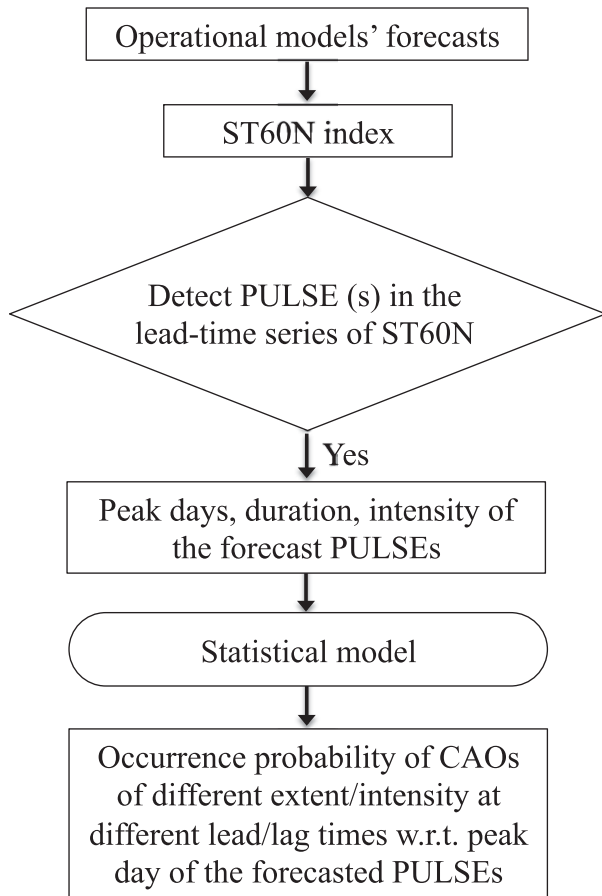 Operational models’ forecasts
ST60N index
Detect PULSE (s) in the
lead-time series of ST60N
Yes
Peak days, duration, intensity of
the forecast PULSEs
Statistical model
Occurrence probability of CAOs
of different extent/intensity at
different lead/lag times w.r.t. peak
day of the forecasted PULSEs